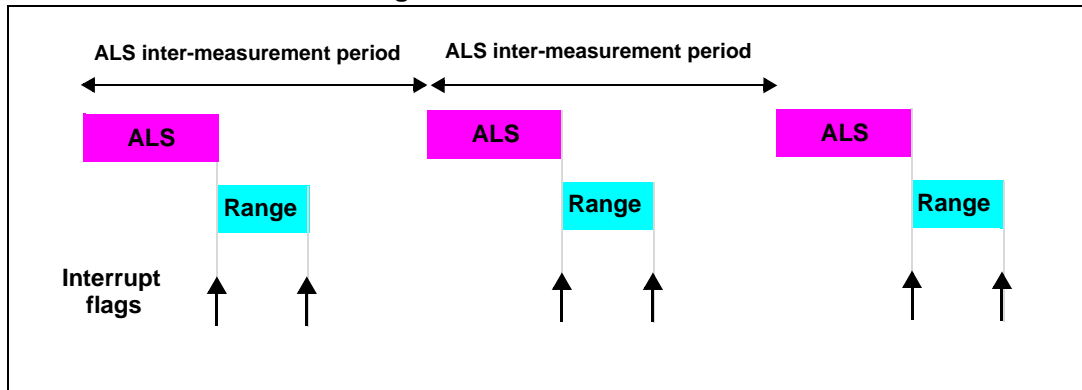 ALS inter-measurement period
ALS inter-measurement period
ALS
ALS
ALS
Range
Range
Range
Interrupt
flags